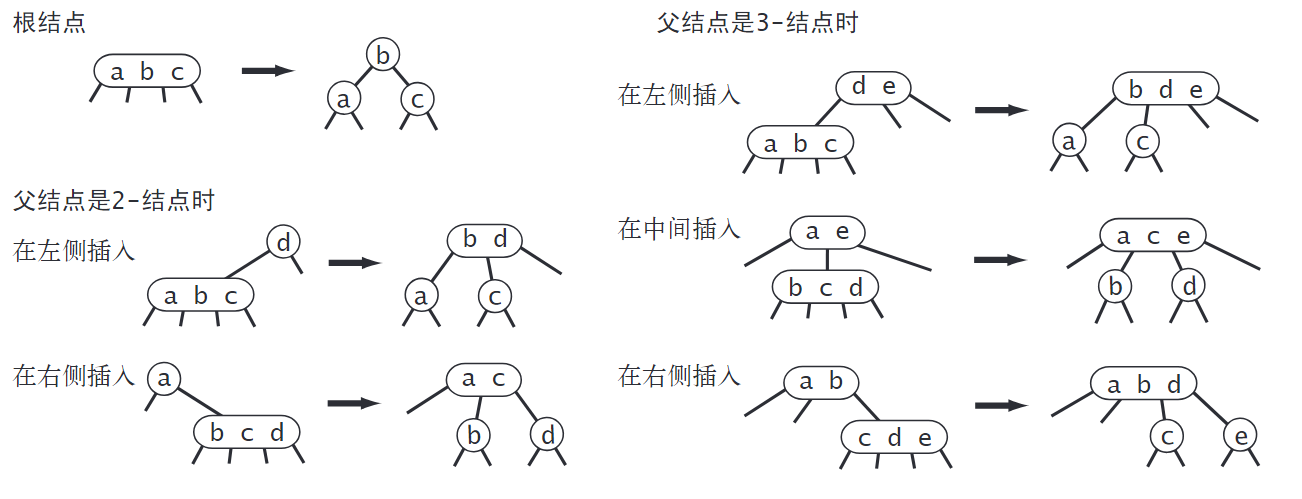 根结点
a b c
b
a
c
父结点是2-结点时
在左侧插入
d
a b c
b d
a
c
在右侧插入
a
b c d
a c
b
d
父结点是3-结点时
在左侧插入
d e
a b c
b d e
a
c
在中间插入
a e
b c d
a c e
b
d
在右侧插入
a b
c d e
a b d
c
e